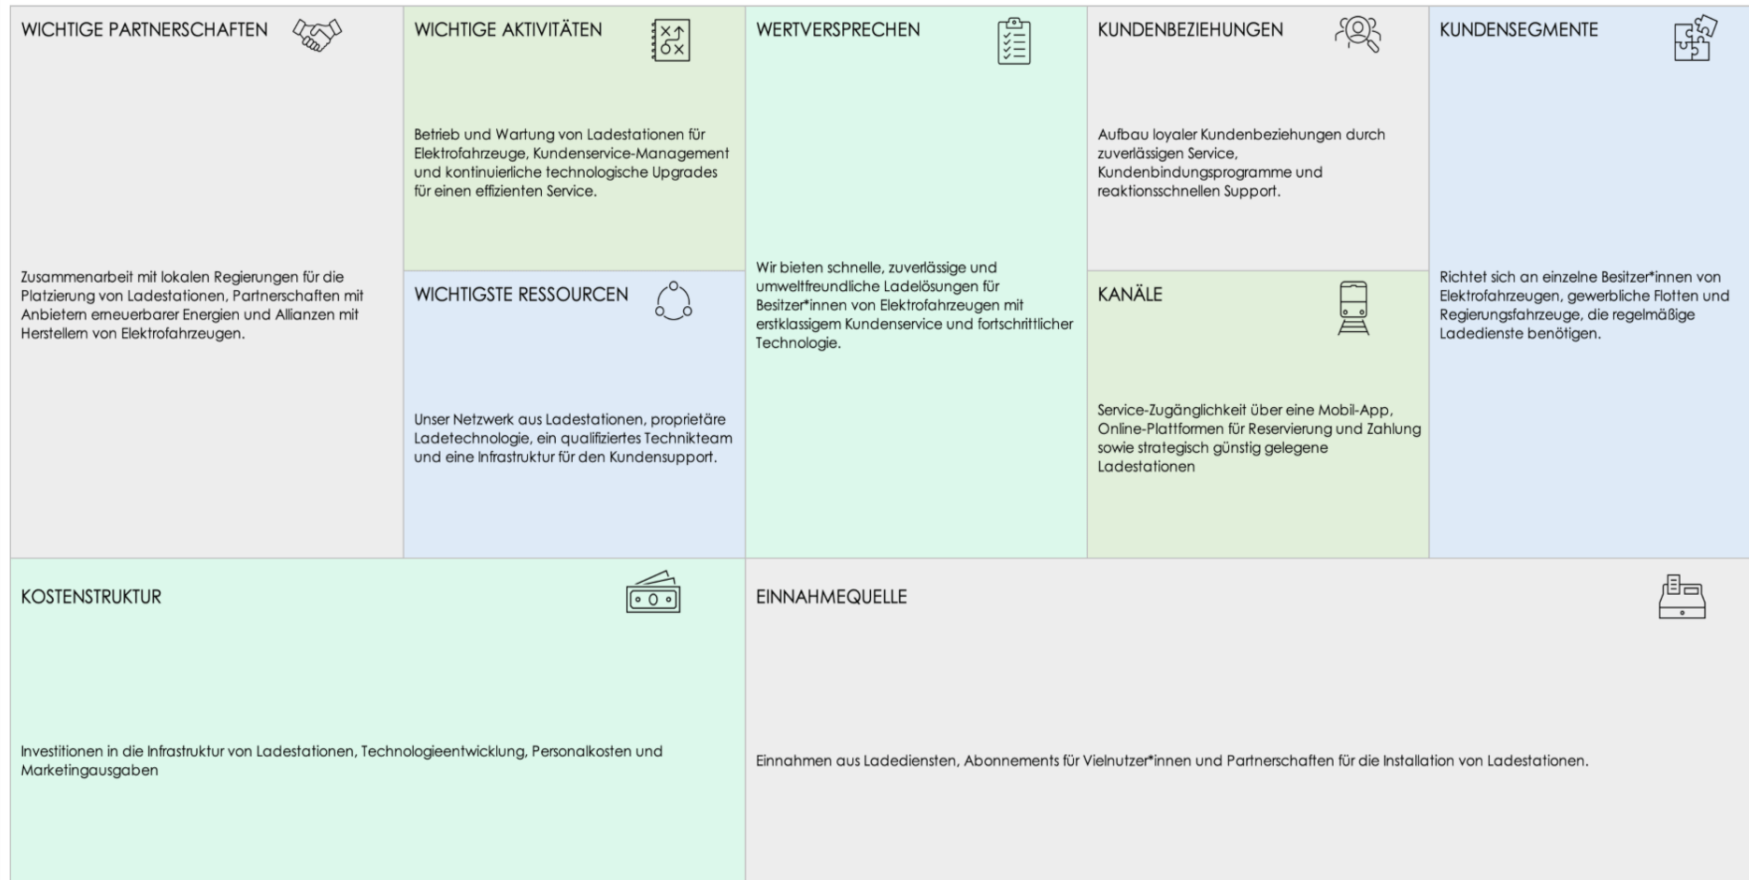 WICHTIGE PARTNERSCHAFTEN
Zusammenarbeit mit lokalen Regierungen für die
Platzierung von Ladestationen, Partnerschaften mit
Anbietern erneuerbarer Energien und Allianzen mit
Herstellern von Elektrofahrzeugen.
WICHTIGE AKTIVITÄTEN
Betrieb und Wartung von Ladestationen für
Elektrofahrzeuge, Kundenservice-Management
und kontinuierliche technologische Upgrades
für einen effizienten Service.
WICHTIGSTE RESSOURCEN
Unser Netzwerk aus Ladestationen, proprietäre
Ladetechnologie, ein qualifiziertes Technikteam
und eine Infrastruktur für den Kundensupport.
WERTVERSPRECHEN
Wir bieten schnelle, zuverlässige und
umweltfreundliche Ladelösungen für
Besitzer*innen von Elektrofahrzeugen mit
erstklassigem Kundenservice und fortschrittlicher
Technologie.
KUNDENBEZIEHUNGEN
Aufbau loyaler Kundenbeziehungen durch
zuverlässigen Service,
Kundenbindungsprogramme und
reaktionsschnellen Support.
KANÄLE
Service-Zugänglichkeit über eine Mobil-App,
Online-Plattformen für Reservierung und Zahlung
sowie strategisch günstig gelegene
Ladestationen
KUNDENSEGMENTE
Richtet sich an einzelne Besitzer*innen von
Elektrofahrzeugen, gewerbliche Flotten und
Regierungsfahrzeuge, die regelmäßige
Ladedienste benötigen.
KOSTENSTRUKTUR
Investitionen in die Infrastruktur von Ladestationen, Technologieentwicklung, Personalkosten und
Marketingausgaben
EINNAHMEQUELLE
Einnahmen aus Ladediensten, Abonnements für Vielnutzer*innen und Partnerschaften für die Installation von Ladestationen.